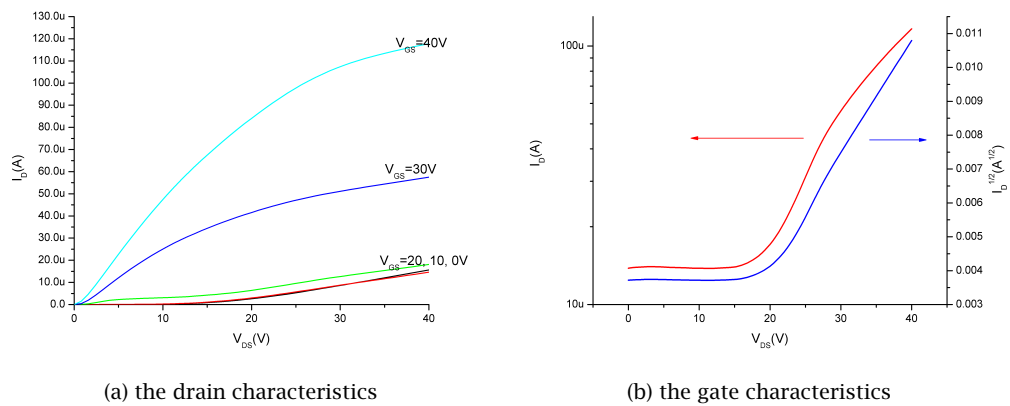 130.0u
120.0u
110.0u
100.0u
90.0u
80.0u
70.0u
60.0u
50.0u
40.0u
30.0u
20.0u
10.0u
0.0
I_D(A)
0
10
20
30
40
V_DS(V)
V_GS=40V
V_GS=30V
V_GS=20, 10, 0V
(a) the drain characteristics
100u
10u
I_D(A)
0
10
20
30
40
V_DS(V)
0.011
0.010
0.009
0.008
0.007
0.006
0.005
0.004
0.003
I_D^1/2(A^1/2)
(b) the gate characteristics